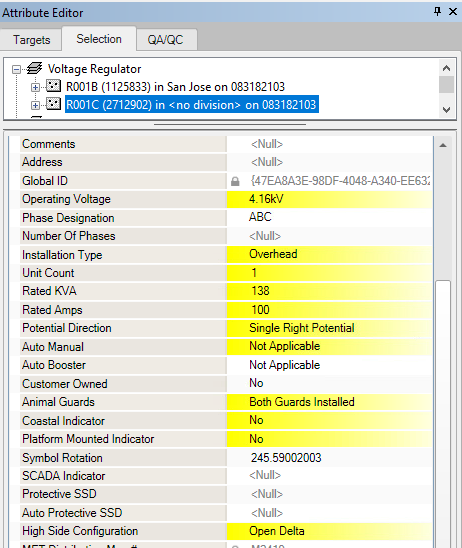 Attribute Editor
Targets Selection QA/QC
Voltage Regulator
R001B (1125833) in San Jose on 083182103
R001C (2712902) in <no division> on 083182103
Comments <Null>
Address <Null>
Global ID {47EA8A3E-98DF-4048-A340-EE632
Operating Voltage 4.16kV
Phase Designation ABC
Number Of Phases <Null>
Installation Type Overhead
Unit Count 1
Rated KVA 138
Rated Amps 100
Potential Direction Single Right Potential
Auto Manual Not Applicable
Auto Booster Not Applicable
Customer Owned No
Animal Guards Both Guards Installed
Coastal Indicator No
Platform Mounted Indicator No
Symbol Rotation 245.59002003
SCADA Indicator <Null>
Protective SSD <Null>
Auto Protective SSD <Null>
High Side Configuration Open Delta